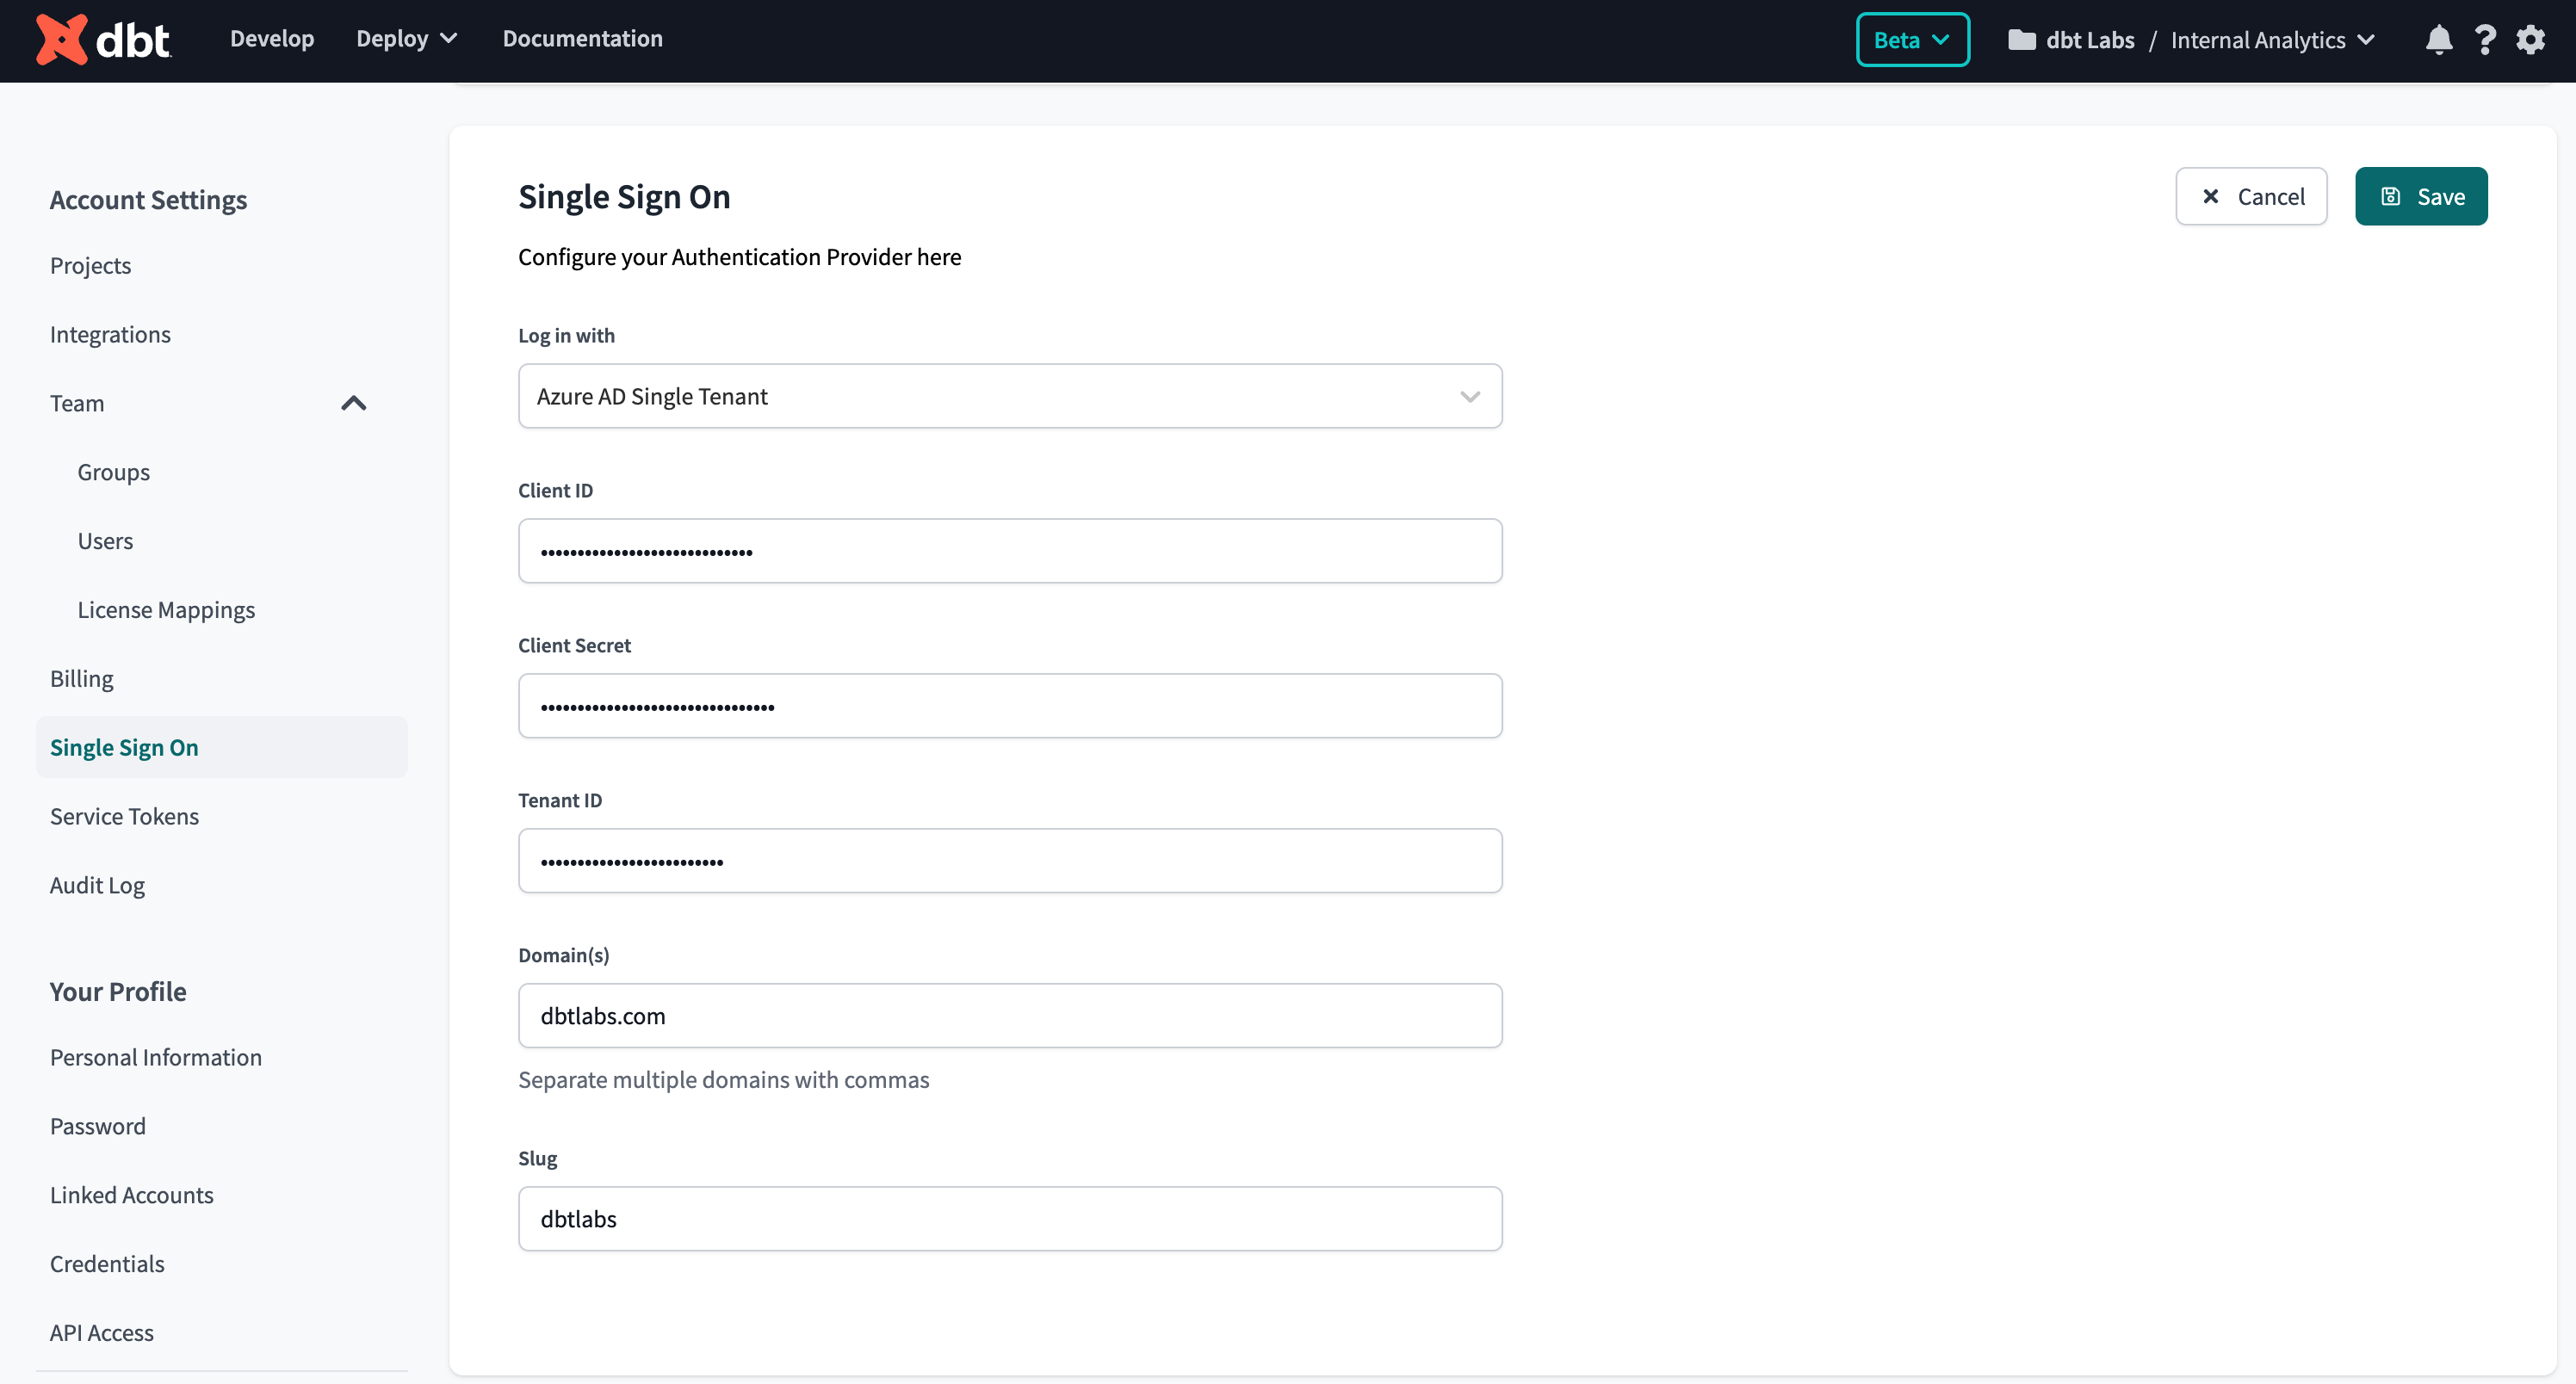 dbt
Develop
Deploy
Documentation
Beta
dbt Labs / Internal Analytics
Account Settings
Projects
Integrations
Team
Groups
Users
License Mappings
Billing
Single Sign On
Service Tokens
Audit Log
Your Profile
Personal Information
Password
Linked Accounts
Credentials
API Access
Single Sign On
Cancel
Save
Configure your Authentication Provider here
Log in with
Azure AD Single Tenant
Client ID
•••••••••••••••••••••••••••••
Client Secret
••••••••••••••••••••••••••••••••
Tenant ID
•••••••••••••••••••••••••
Domain(s)
dbtlabs.com
Separate multiple domains with commas
Slug
dbtlabs